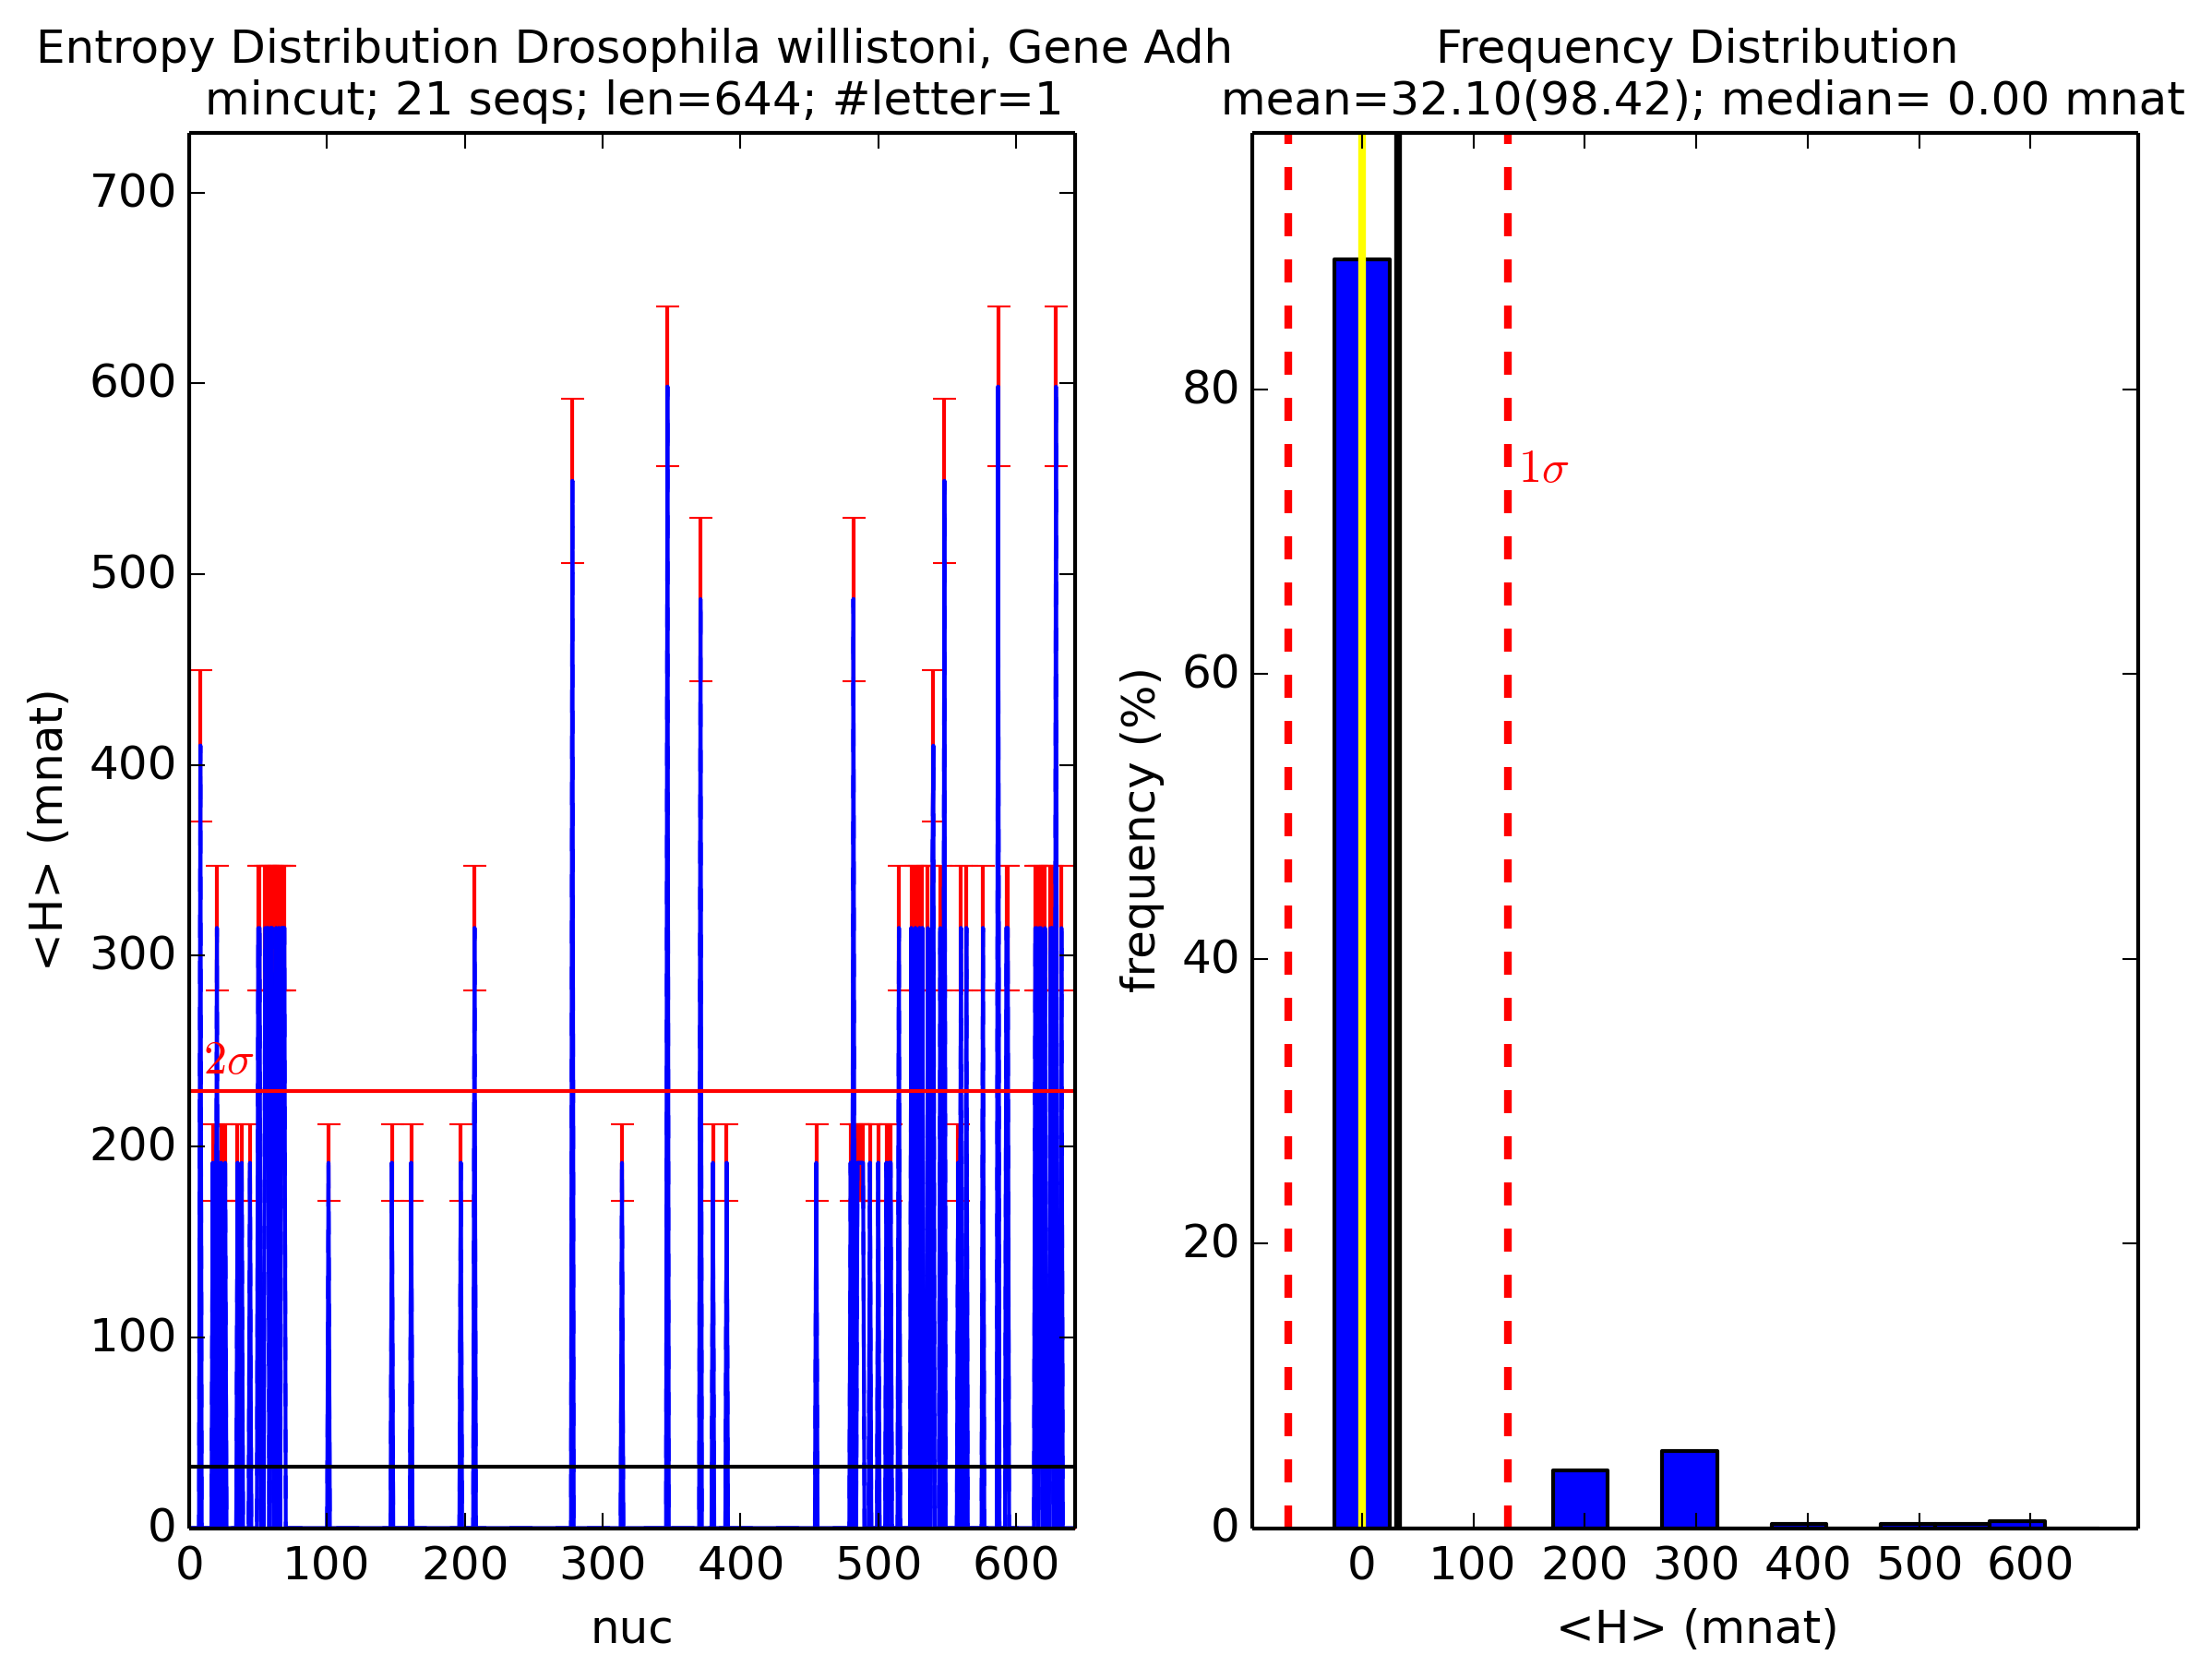 Entropy Distribution Drosophila willistoni, Gene Adh
mincut; 21 seqs; len=644; #letter=1
700
600
500
400
300
200
100
0
<H> (mnat)
2σ
0 100 200 300 400 500 600
nuc
Frequency Distribution
mean=32.10(98.42); median= 0.00 mnat
80
60
40
20
0
frequency (%)
1σ
0 100 200 300 400 500 600
<H> (mnat)